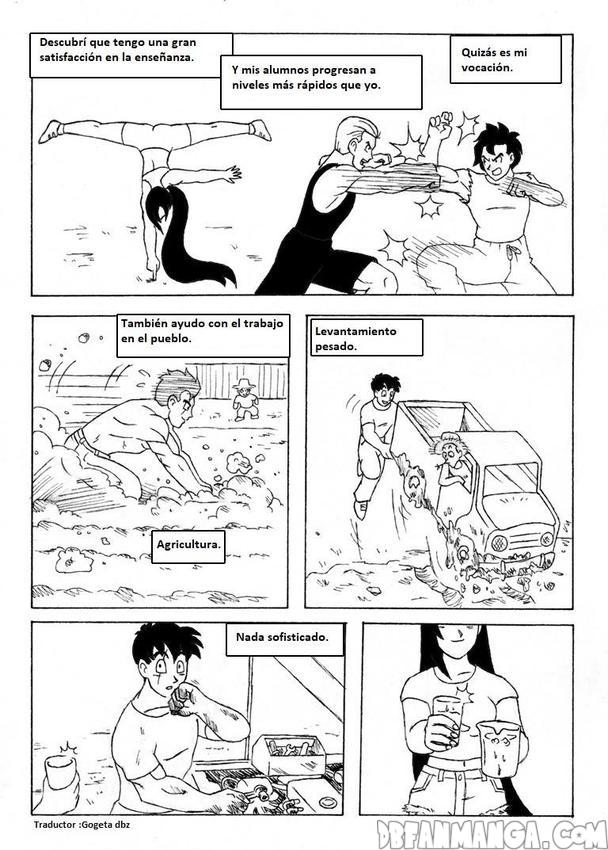 Descubrí que tengo una gran
satisfacción en la enseñanza.
Y mis alumnos progresan a
niveles más rápidos que yo.
Quizás es mi
vocación.
También ayudo con el trabajo
en el pueblo.
Agricultura.
Levantamiento
pesado.
Nada sofisticado.
Traductor :Gogeta dbz
DBFANMANGA.COM